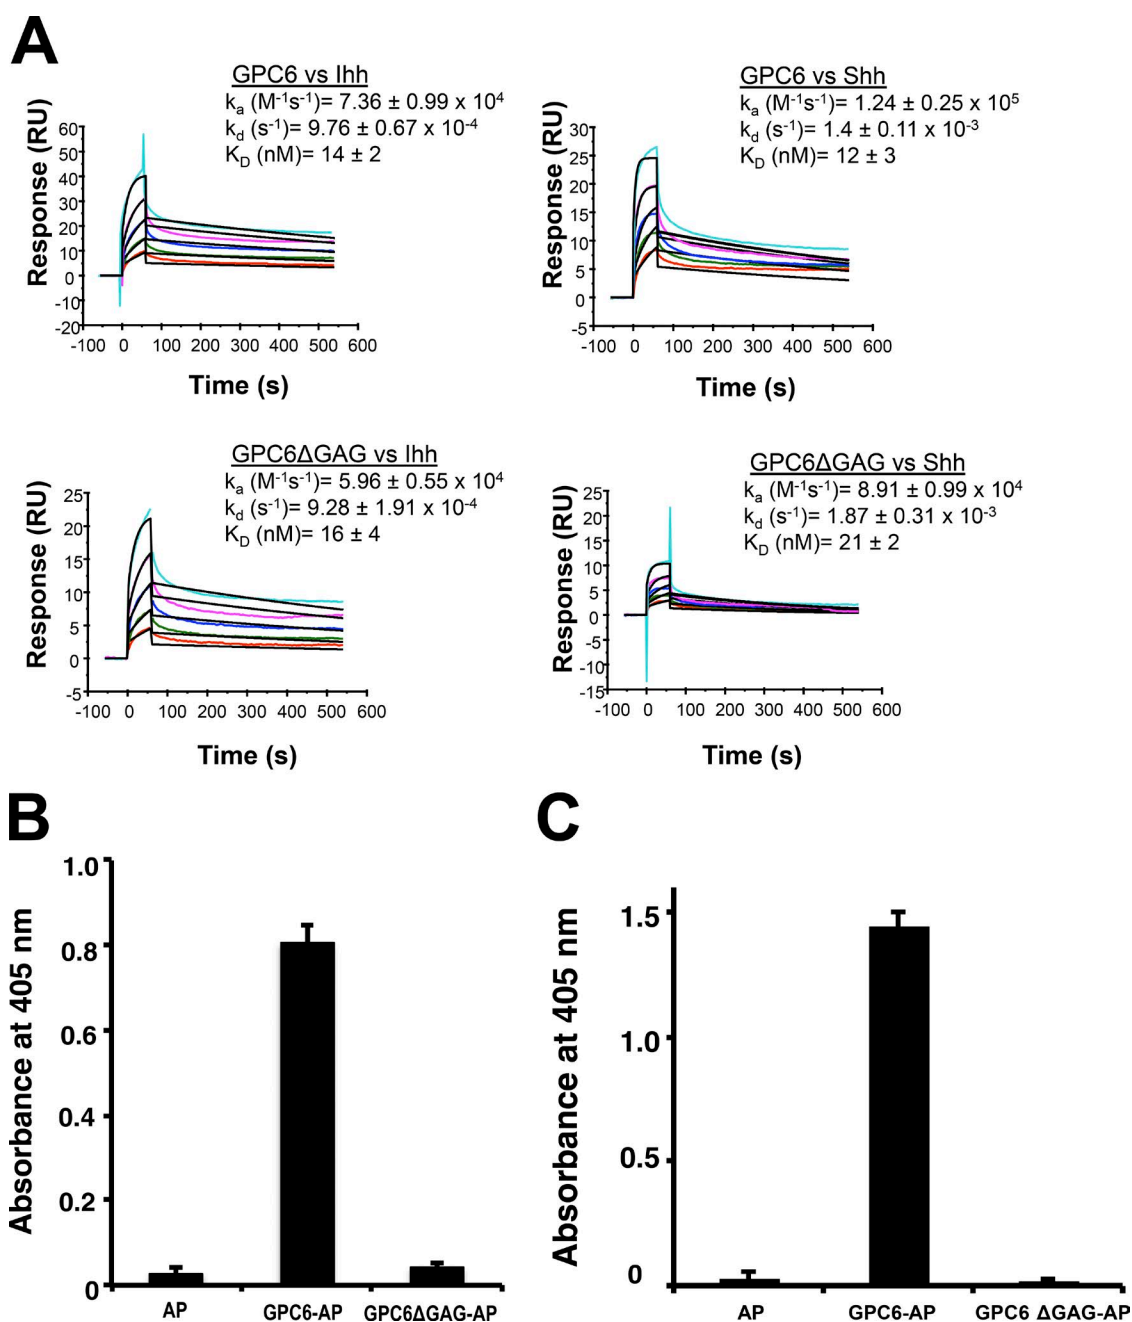 A
GPC6 vs Ihh
kₐ (M⁻¹s⁻¹)= 7.36 ± 0.99 x 10⁴
k_d (s⁻¹)= 9.76 ± 0.67 x 10⁻⁴
K_D (nM)= 14 ± 2
Response (RU)
60
50
40
30
20
10
0
-10
-20
-100 0 100 200 300 400 500 600
Time (s)
GPC6 vs Shh
kₐ (M⁻¹s⁻¹)= 1.24 ± 0.25 x 10⁵
k_d (s⁻¹)= 1.4 ± 0.11 x 10⁻³
K_D (nM)= 12 ± 3
Response (RU)
30
25
20
15
10
5
0
-5
-100 0 100 200 300 400 500 600
Time (s)
GPC6ΔGAG vs Ihh
kₐ (M⁻¹s⁻¹)= 5.96 ± 0.55 x 10⁴
k_d (s⁻¹)= 9.28 ± 1.91 x 10⁻⁴
K_D (nM)= 16 ± 4
Response (RU)
25
20
15
10
5
0
-5
-100 0 100 200 300 400 500 600
Time (s)
GPC6ΔGAG vs Shh
kₐ (M⁻¹s⁻¹)= 8.91 ± 0.99 x 10⁴
k_d (s⁻¹)= 1.87 ± 0.31 x 10⁻³
K_D (nM)= 21 ± 2
Response (RU)
25
20
15
10
5
0
-5
-10
-15
-100 0 100 200 300 400 500 600
Time (s)
B
Absorbance at 405 nm
1.0
0.8
0.6
0.4
0.2
0
AP GPC6-AP GPC6ΔGAG-AP
C
Absorbance at 405 nm
1.5
1.0
0.5
0
AP GPC6-AP GPC6 ΔGAG-AP